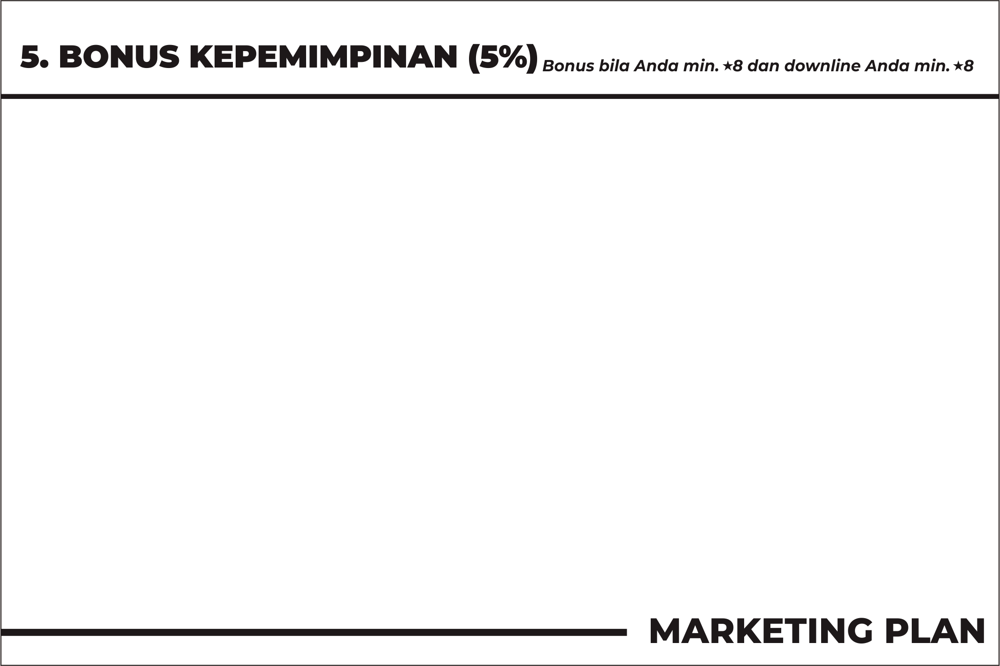 5. BONUS KEPEMIMPINAN (5%) Bonus bila Anda min. ★8 dan downline Anda min. ★8
MARKETING PLAN